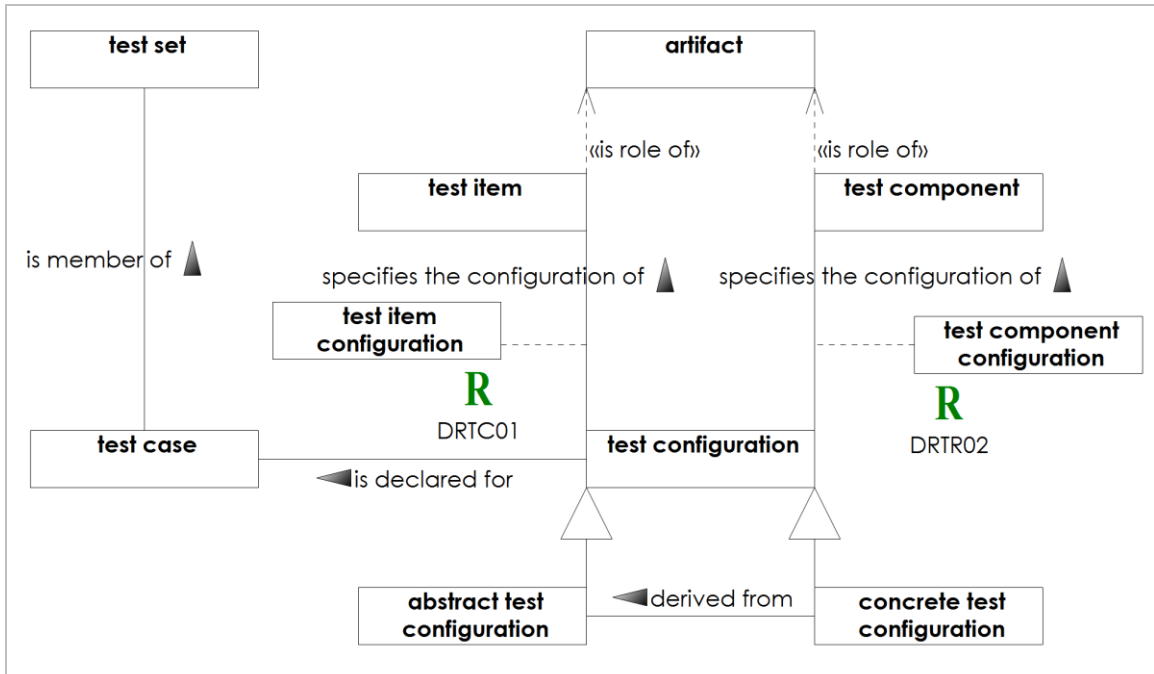 test set
artifact
«is role of»
«is role of»
test item
test component
is member of
specifies the configuration of
specifies the configuration of
test item
configuration
test component
configuration
R
DRTC01
R
DRTR02
test case
test configuration
is declared for
abstract test
configuration
derived from
concrete test
configuration